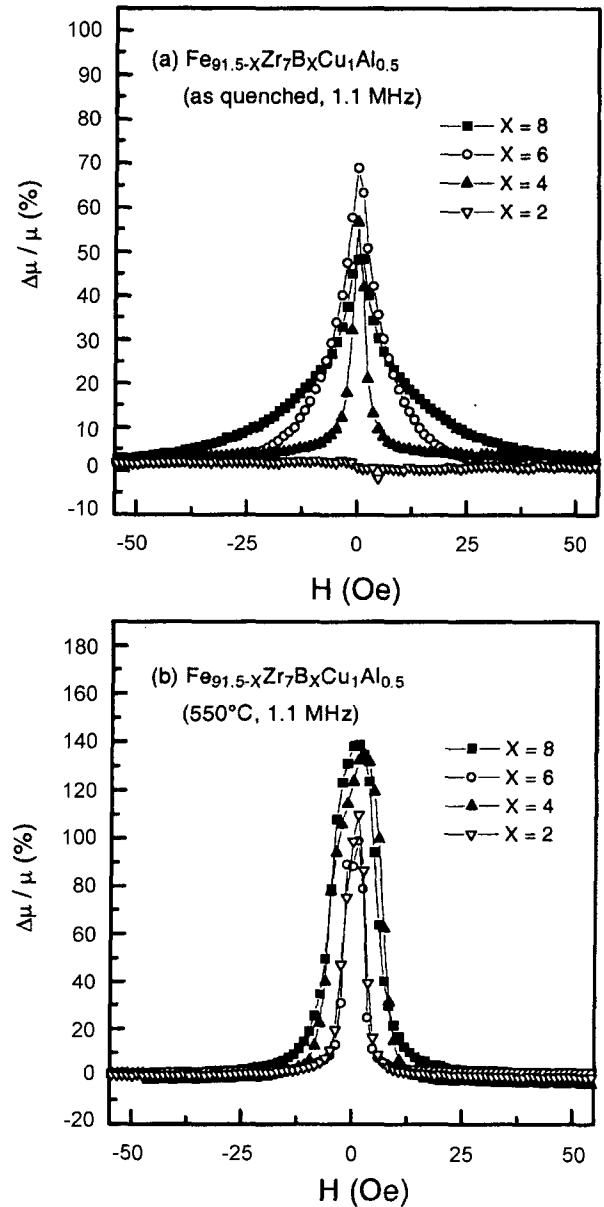 100
90
80
70
60
50
40
30
20
10
0
-10
Δμ / μ (%)
(a) Fe91.5-XZr7BXCu1Al0.5
(as quenched, 1.1 MHz)
X = 8
X = 6
X = 4
X = 2
-50 -25 0 25 50
H (Oe)
180
160
140
120
100
80
60
40
20
0
-20
Δμ / μ (%)
(b) Fe91.5-XZr7BXCu1Al0.5
(550°C, 1.1 MHz)
X = 8
X = 6
X = 4
X = 2
-50 -25 0 25 50
H (Oe)